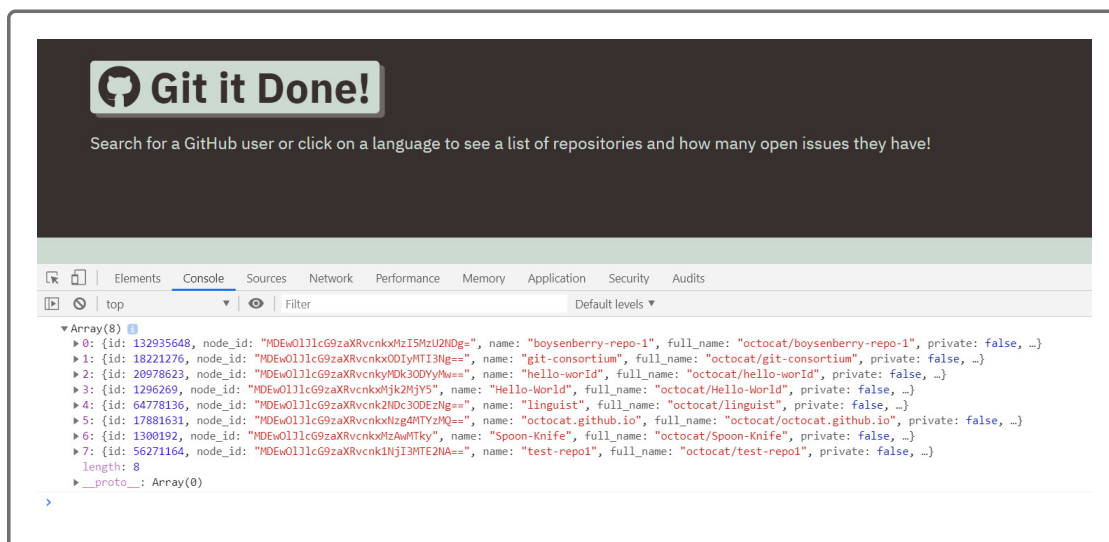 Git it Done!
Search for a GitHub user or click on a language to see a list of repositories and how many open issues they have!
Elements Console Sources Network Performance Memory Application Security Audits
top ▼ Filter Default levels ▼
▼Array(8) i
▶0: {id: 132935648, node_id: "MDEwOlJlcG9zaXRvcnkxMzI5MzU2NDg=", name: "boysenberry-repo-1", full_name: "octocat/boysenberry-repo-1", private: false, …}
▶1: {id: 18221276, node_id: "MDEwOlJlcG9zaXRvcnkxODIyMTI3Ng==", name: "git-consortium", full_name: "octocat/git-consortium", private: false, …}
▶2: {id: 20978623, node_id: "MDEwOlJlcG9zaXRvcnkyMDk3ODYyMw==", name: "hello-worId", full_name: "octocat/hello-worId", private: false, …}
▶3: {id: 1296269, node_id: "MDEwOlJlcG9zaXRvcnkxMjk2MjY5", name: "Hello-World", full_name: "octocat/Hello-World", private: false, …}
▶4: {id: 64778136, node_id: "MDEwOlJlcG9zaXRvcnk2NDc3ODEzNg==", name: "linguist", full_name: "octocat/linguist", private: false, …}
▶5: {id: 17881631, node_id: "MDEwOlJlcG9zaXRvcnkxNzg4MTYzMQ==", name: "octocat.github.io", full_name: "octocat/octocat.github.io", private: false, …}
▶6: {id: 1300192, node_id: "MDEwOlJlcG9zaXRvcnkxMzAwMTky", name: "Spoon-Knife", full_name: "octocat/Spoon-Knife", private: false, …}
▶7: {id: 56271164, node_id: "MDEwOlJlcG9zaXRvcnk1NjI3MTE2NA==", name: "test-repo1", full_name: "octocat/test-repo1", private: false, …}
length: 8
▶__proto__: Array(0)
>